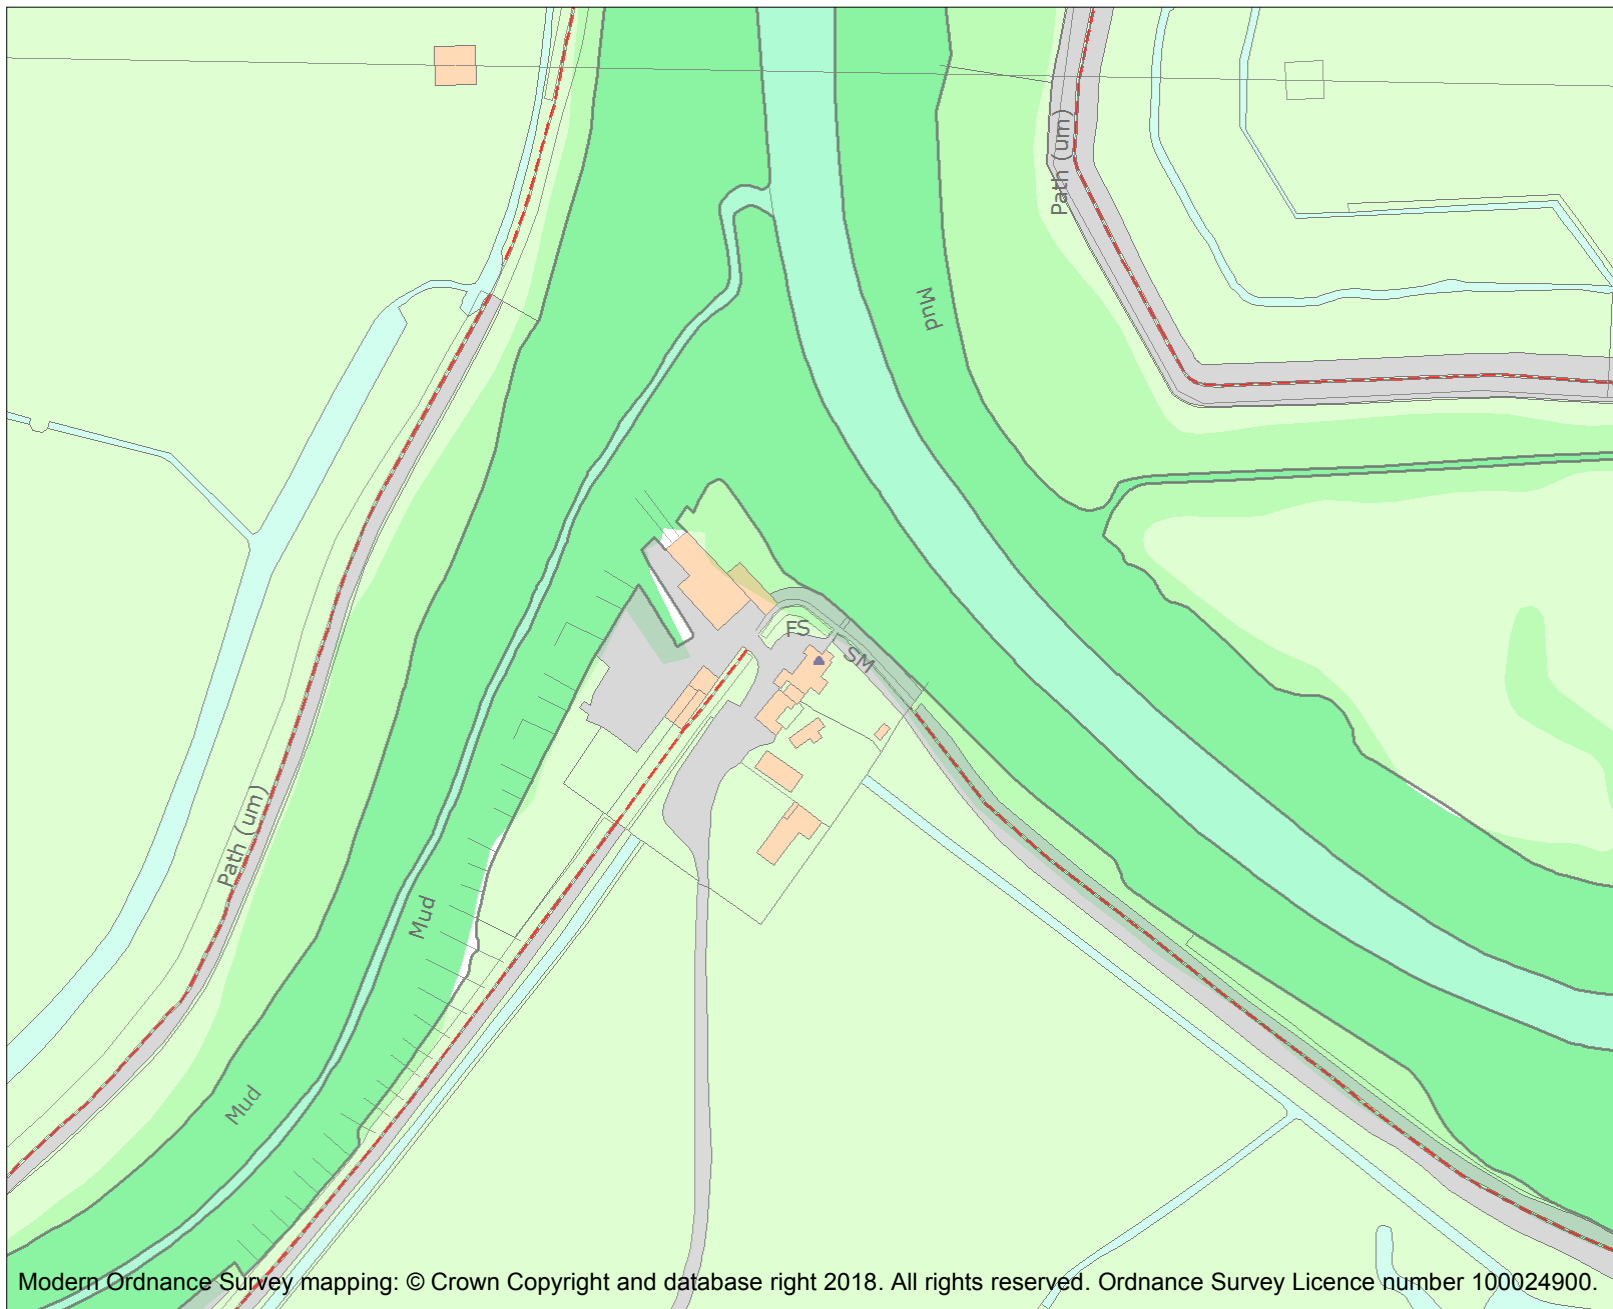 Path (um)
Mud
FS
SM
Path (um)
Mud
Mud
Modern Ordnance Survey mapping: © Crown Copyright and database right 2018. All rights reserved. Ordnance Survey Licence number 100024900.